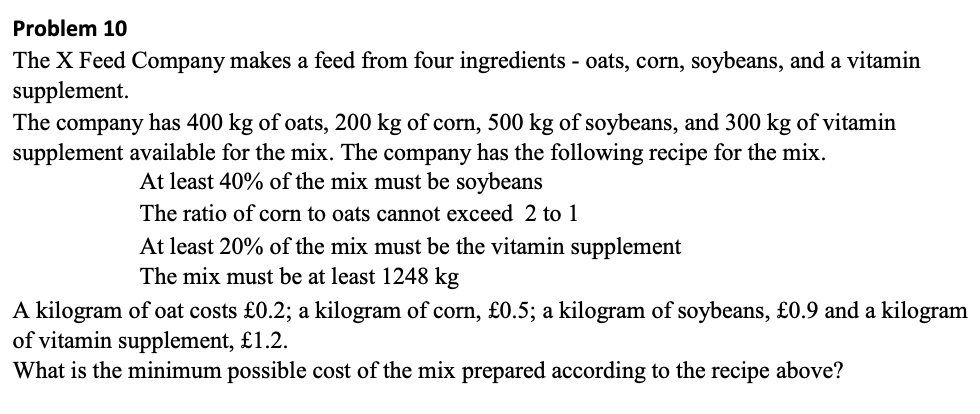 Problem 10
The X Feed Company makes a feed from four ingredients - oats, corn, soybeans, and a vitamin
supplement.
The company has 400 kg of oats, 200 kg of corn, 500 kg of soybeans, and 300 kg of vitamin
supplement available for the mix. The company has the following recipe for the mix.
At least 40% of the mix must be soybeans
The ratio of corn to oats cannot exceed 2 to 1
At least 20% of the mix must be the vitamin supplement
The mix must be at least 1248 kg
A kilogram of oat costs £0.2; a kilogram of corn, £0.5; a kilogram of soybeans, £0.9 and a kilogram
of vitamin supplement, £1.2.
What is the minimum possible cost of the mix prepared according to the recipe above?